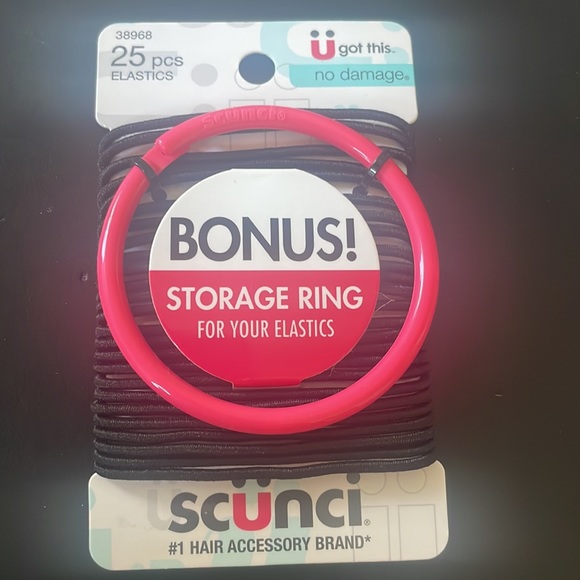 38968
25 pcs
ELASTICS
ü got this.™
no damage®
scünci®
BONUS!
STORAGE RING
FOR YOUR ELASTICS
scünci®
#1 HAIR ACCESSORY BRAND*